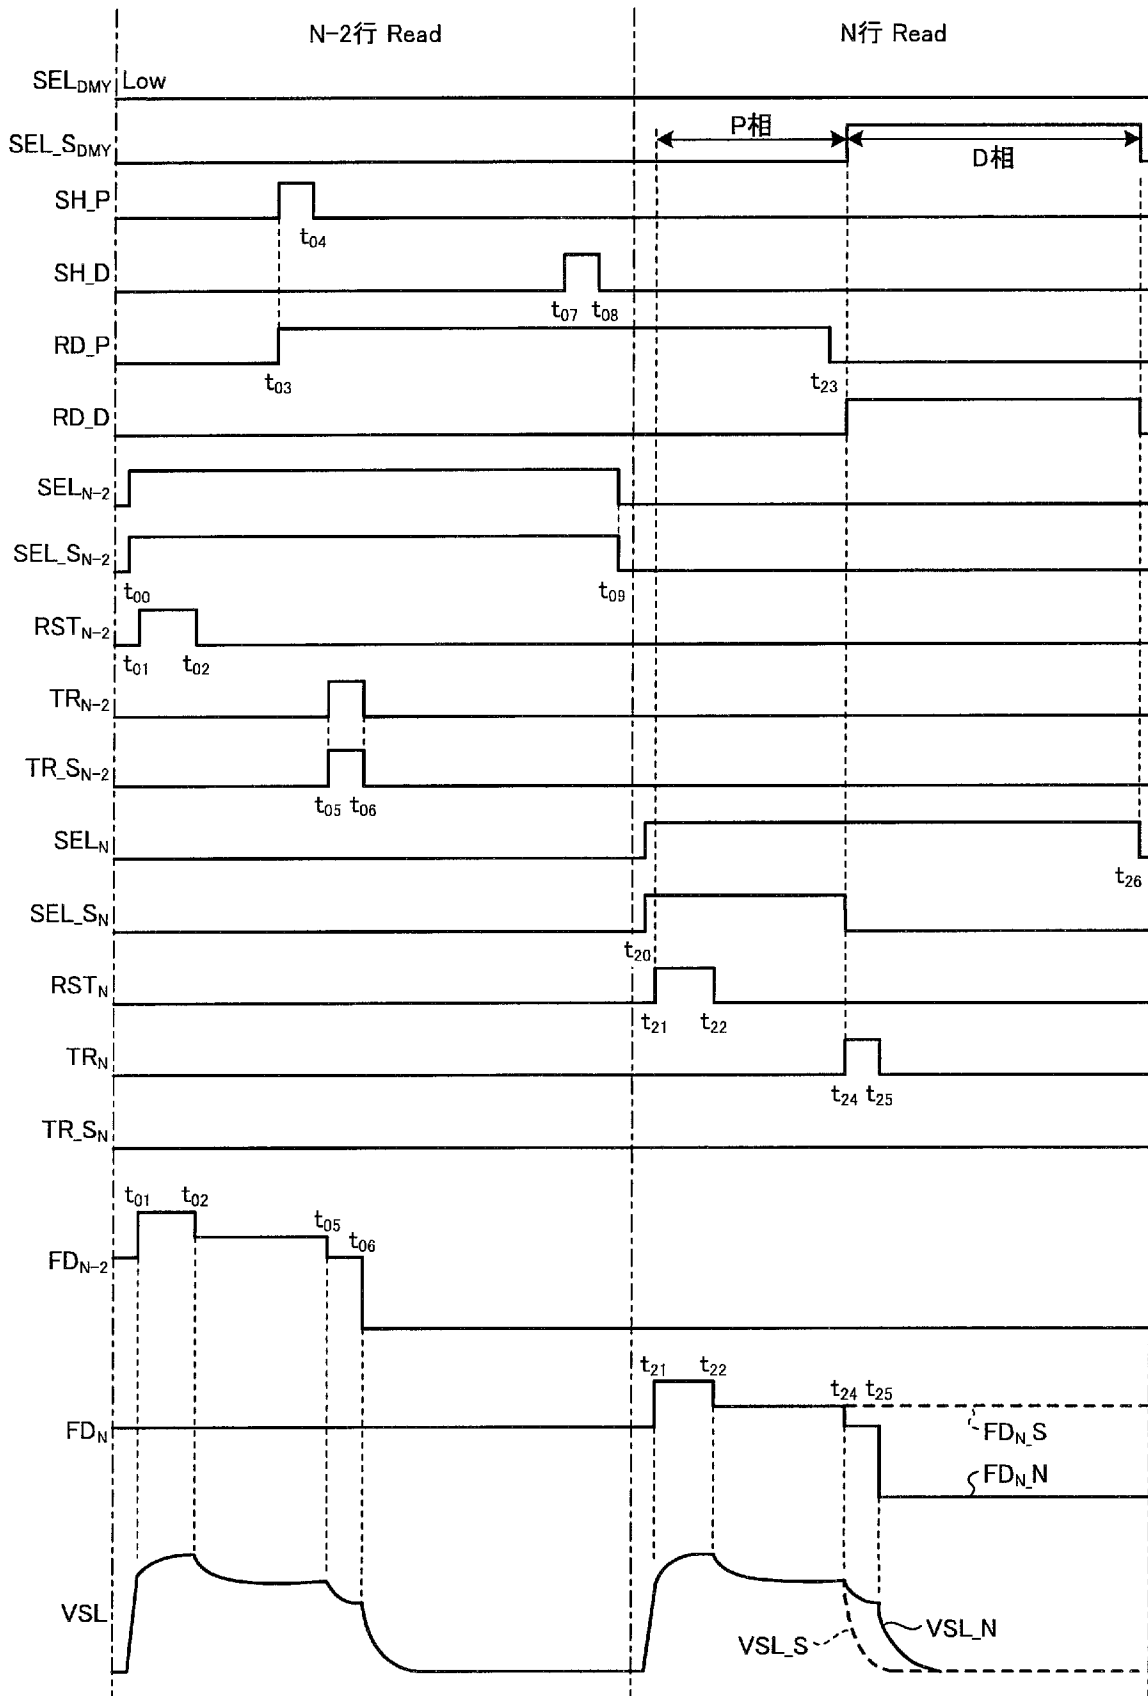 N-2行 Read
N行 Read
SEL_DMY Low
SEL_S_DMY
P相
D相
SH_P
t04
SH_D
t07 t08
RD_P
t03
t23
RD_D
SEL_N-2
SEL_S_N-2
t00
t09
RST_N-2
t01 t02
TR_N-2
TR_S_N-2
t05 t06
SEL_N
t26
SEL_S_N
t20
RST_N
t21 t22
TR_N
t24 t25
TR_S_N
t01 t02
t05
t06
FD_N-2
t21 t22
t24 t25
FD_N
FD_N_S
FD_N_N
VSL
VSL_S
VSL_N